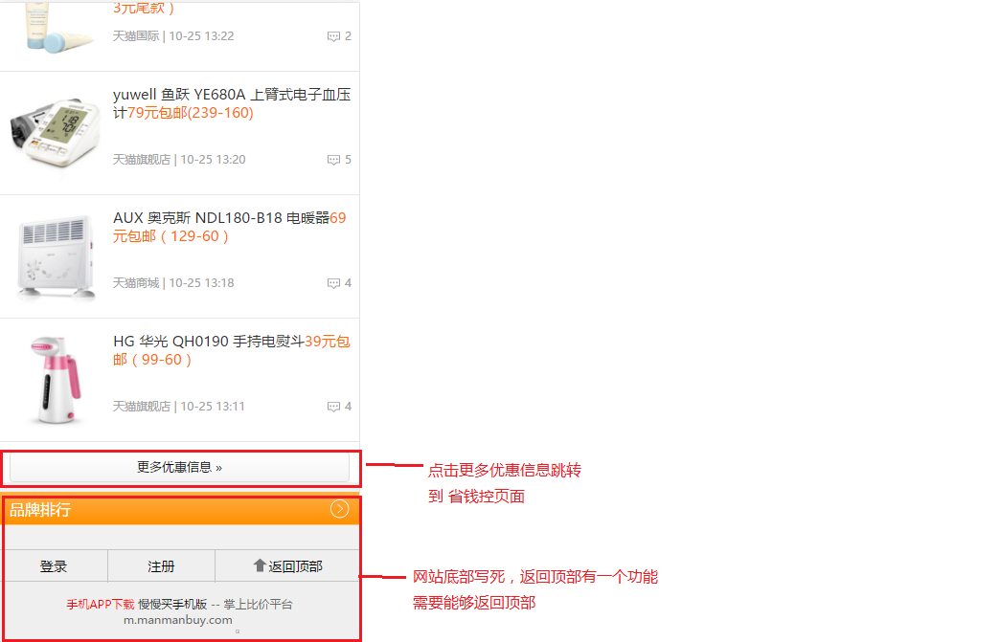 3元尾款）
天猫国际 | 10-25 13:22 2
yuwell 鱼跃 YE680A 上臂式电子血压
计79元包邮(239-160)
天猫旗舰店 | 10-25 13:20 5
AUX 奥克斯 NDL180-B18 电暖器69
元包邮（129-60）
天猫商城 | 10-25 13:18 4
HG 华光 QH0190 手持电熨斗39元包
邮（99-60）
天猫旗舰店 | 10-25 13:11 4
更多优惠信息 »
点击更多优惠信息跳转
到 省钱控页面
品牌排行
登录 注册 返回顶部
网站底部写死，返回顶部有一个功能
需要能够返回顶部
手机APP下载 慢慢买手机版 -- 掌上比价平台
m.manmanbuy.com